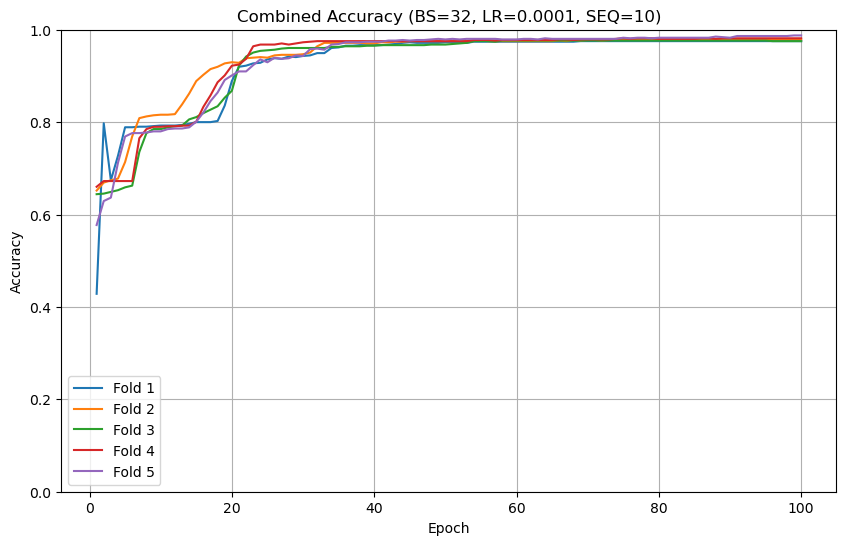 Combined Accuracy (BS=32, LR=0.0001, SEQ=10)
1.0
0.8
0.6
0.4
0.2
0.0
Accuracy
Fold 1
Fold 2
Fold 3
Fold 4
Fold 5
0 20 40 60 80 100
Epoch